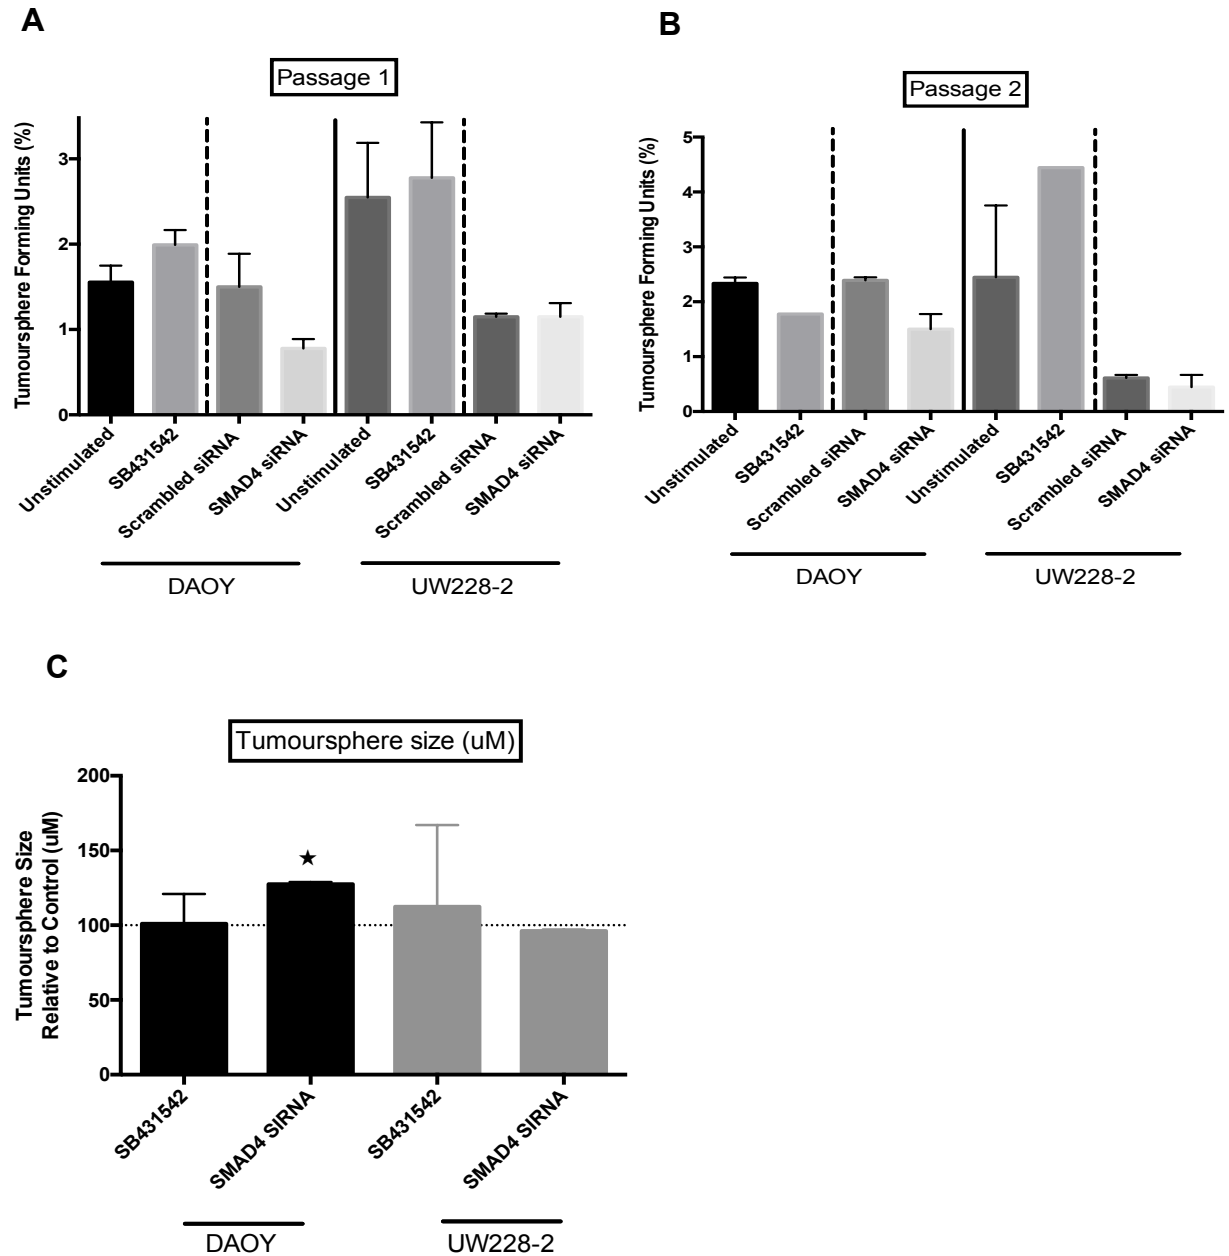 A
Passage 1
Tumoursphere Forming Units (%)
3
2
1
0
Unstimulated
SB431542
Scrambled siRNA
SMAD4 siRNA
Unstimulated
SB431542
Scrambled siRNA
SMAD4 siRNA
DAOY
UW228-2
B
Passage 2
Tumoursphere Forming Units (%)
5
4
3
2
1
0
Unstimulated
SB431542
Scrambled siRNA
SMAD4 siRNA
Unstimulated
SB431542
Scrambled siRNA
SMAD4 siRNA
DAOY
UW228-2
C
Tumoursphere size (uM)
Tumoursphere Size
Relative to Control (uM)
200
150
100
50
0
SB431542
SMAD4 SIRNA
SB431542
SMAD4 SIRNA
DAOY
UW228-2